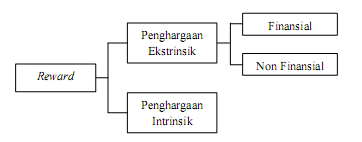 Reward
Penghargaan
Ekstrinsik
Finansial
Non Finansial
Penghargaan
Intrinsik